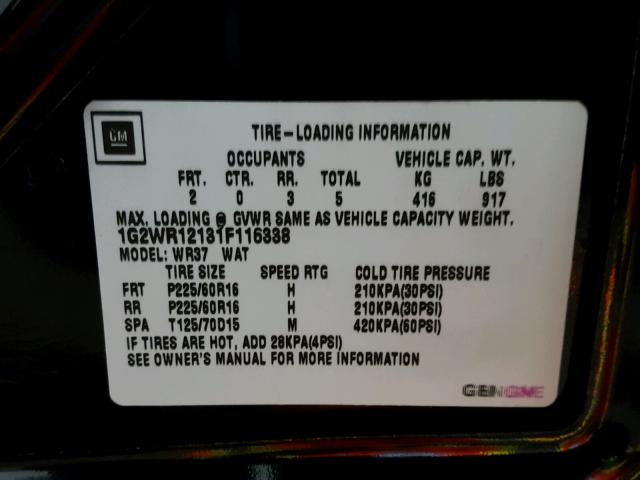 GM
TIRE-LOADING INFORMATION
OCCUPANTS VEHICLE CAP. WT.
FRT. CTR. RR. TOTAL KG LBS
2 0 3 5 416 917
MAX. LOADING @ GVWR SAME AS VEHICLE CAPACITY WEIGHT.
1G2WR12131F116338
MODEL: WR37 WAT
TIRE SIZE SPEED RTG COLD TIRE PRESSURE
FRT P225/60R16 H 210KPA(30PSI)
RR P225/60R16 H 210KPA(30PSI)
SPA T125/70D15 M 420KPA(60PSI)
IF TIRES ARE HOT, ADD 28KPA(4PSI)
SEE OWNER'S MANUAL FOR MORE INFORMATION